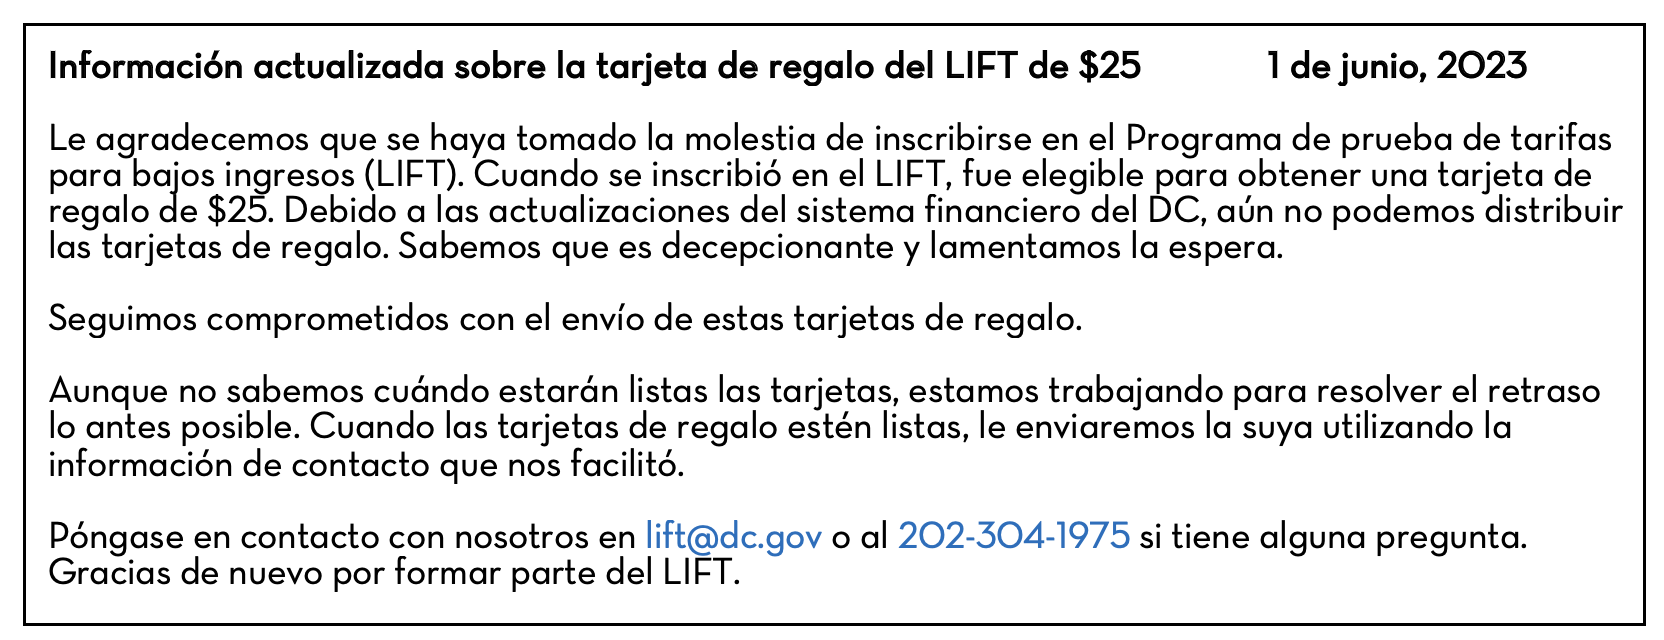 Información actualizada sobre la tarjeta de regalo del LIFT de $25 1 de junio, 2023
Le agradecemos que se haya tomado la molestia de inscribirse en el Programa de prueba de tarifas
para bajos ingresos (LIFT). Cuando se inscribió en el LIFT, fue elegible para obtener una tarjeta de
regalo de $25. Debido a las actualizaciones del sistema financiero del DC, aún no podemos distribuir
las tarjetas de regalo. Sabemos que es decepcionante y lamentamos la espera.
Seguimos comprometidos con el envío de estas tarjetas de regalo.
Aunque no sabemos cuándo estarán listas las tarjetas, estamos trabajando para resolver el retraso
lo antes posible. Cuando las tarjetas de regalo estén listas, le enviaremos la suya utilizando la
información de contacto que nos facilitó.
Póngase en contacto con nosotros en lift@dc.gov o al 202-304-1975 si tiene alguna pregunta.
Gracias de nuevo por formar parte del LIFT.